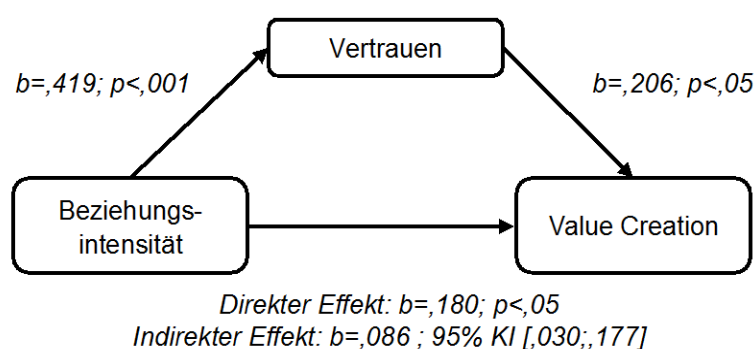 Vertrauen
b=,419; p<,001
b=,206; p<,05
Beziehungs-
intensität
Value Creation
Direkter Effekt: b=,180; p<,05
Indirekter Effekt: b=,086 ; 95% KI [,030;,177]